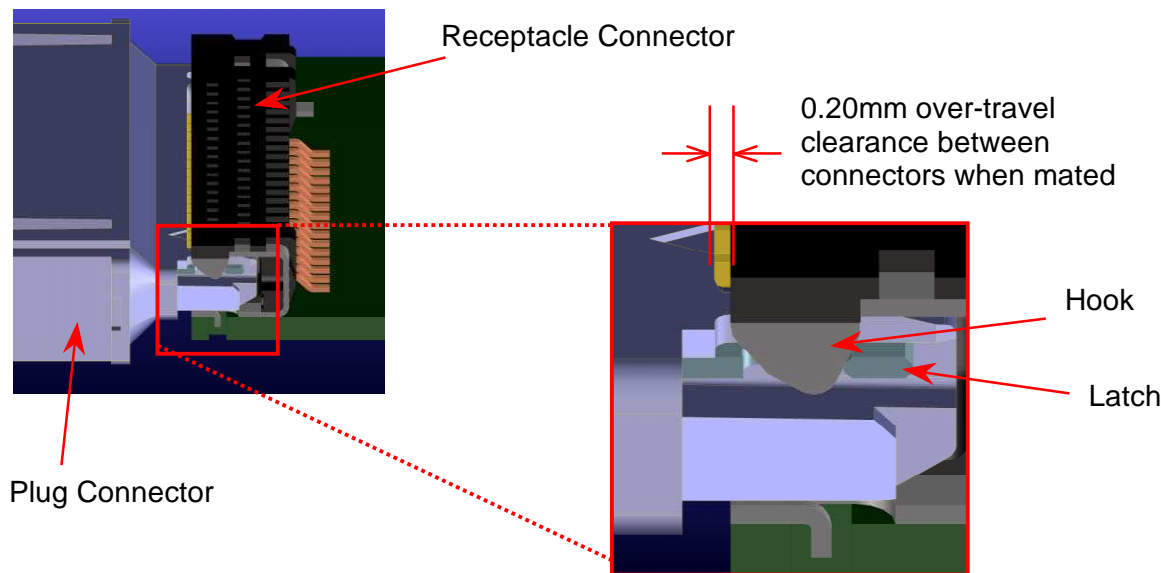 Receptacle Connector
0.20mm over-travel
clearance between
connectors when mated
Hook
Latch
Plug Connector